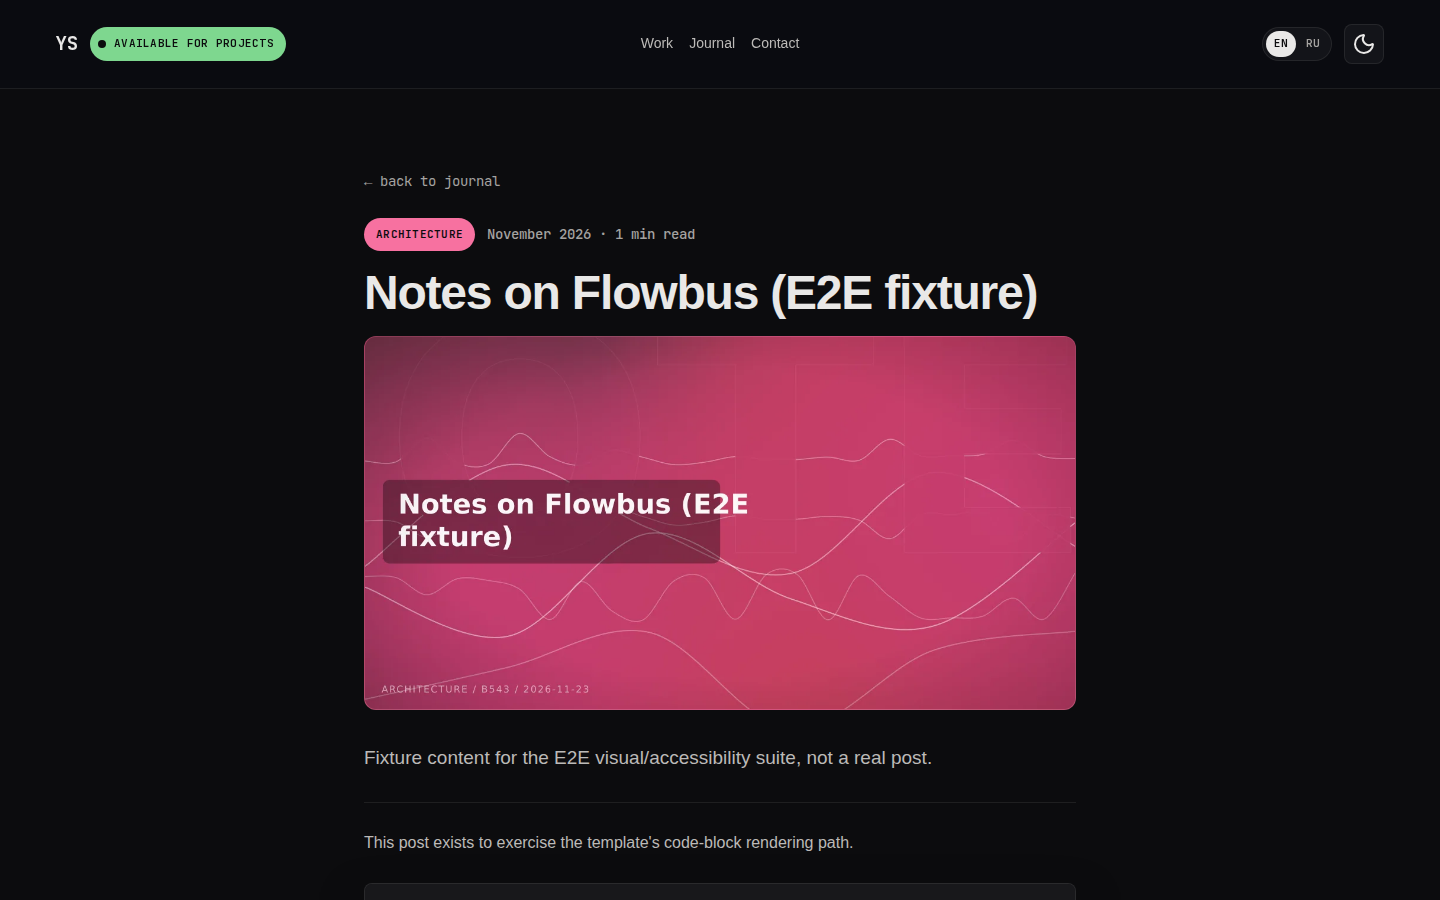 YS
AVAILABLE FOR PROJECTS
Work
Journal
Contact
EN
RU
← back to journal
ARCHITECTURE
November 2026 · 1 min read
Notes on Flowbus (E2E fixture)
Notes on Flowbus (E2E
fixture)
ARCHITECTURE / B543 / 2026-11-23
Fixture content for the E2E visual/accessibility suite, not a real post.
This post exists to exercise the template's code-block rendering path.